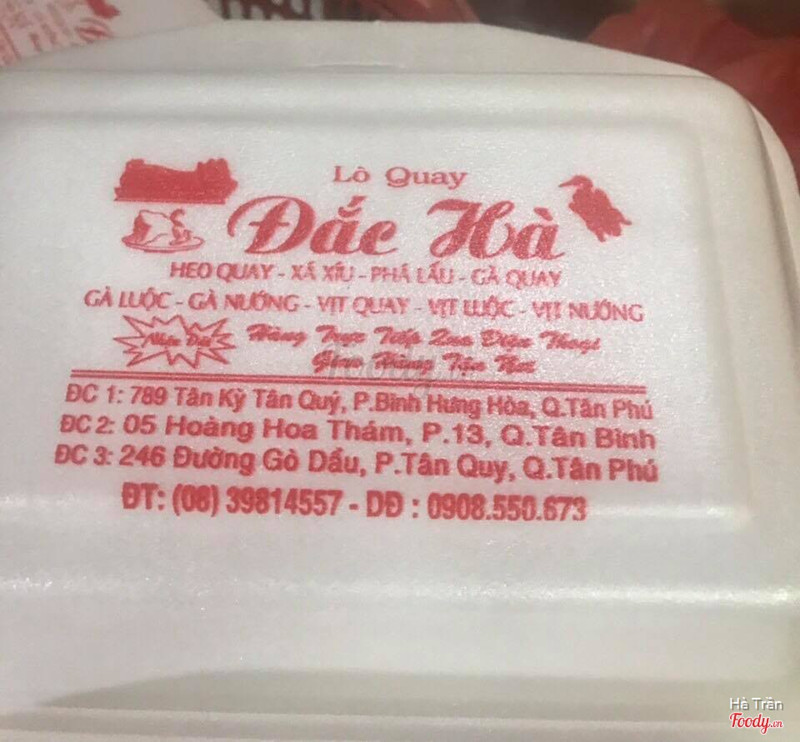 Lò Quay
Đắc Hà
HEO QUAY - XÁ XÍU - PHÁ LẤU - GÀ QUAY
GÀ LUỘC - GÀ NƯỚNG - VỊT QUAY - VỊT LUỘC - VỊT NƯỚNG
Nhận Đặt Hàng Trực Tiếp Qua Điện Thoại
Giao Hàng Tận Nơi
ĐC 1: 789 Tân Kỳ Tân Quý, P.Bình Hưng Hòa, Q.Tân Phú
ĐC 2: 05 Hoàng Hoa Thám, P.13, Q.Tân Bình
ĐC 3: 246 Đường Gò Dầu, P.Tân Quy, Q.Tân Phú
ĐT: (08) 39814557 - DĐ : 0908.550.673
Hà Trần
Foody.vn